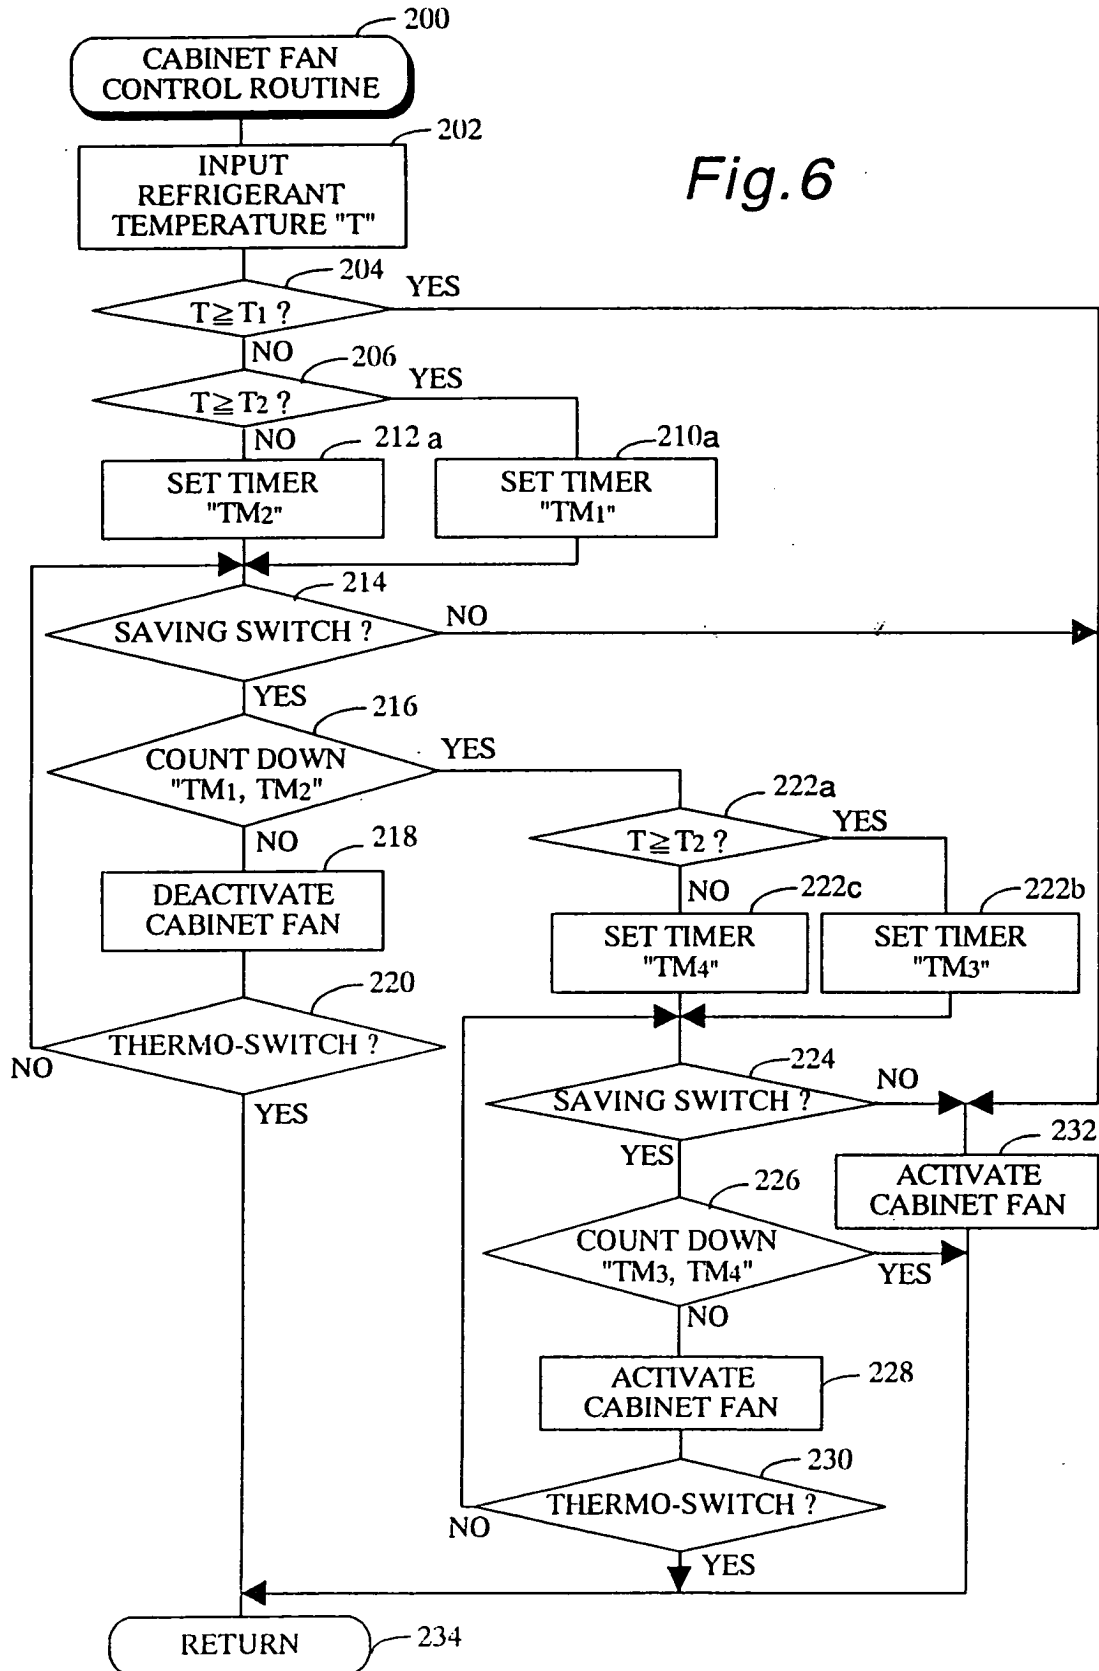 200
CABINET FAN
CONTROL ROUTINE
202
INPUT
REFRIGERANT
TEMPERATURE "T"
Fig.6
204
YES
T≧T1 ?
NO
206
YES
T≧T2 ?
NO
212 a
210a
SET TIMER
"TM2"
SET TIMER
"TM1"
214
SAVING SWITCH ?
NO
YES
216
COUNT DOWN
"TM1, TM2"
YES
NO
222a
T≧T2 ?
YES
218
DEACTIVATE
CABINET FAN
NO
222c
222b
SET TIMER
"TM4"
SET TIMER
"TM3"
220
THERMO-SWITCH ?
NO
YES
224
SAVING SWITCH ?
NO
YES
232
ACTIVATE
CABINET FAN
226
COUNT DOWN
"TM3, TM4"
YES
NO
228
ACTIVATE
CABINET FAN
230
THERMO-SWITCH ?
NO
YES
RETURN
234